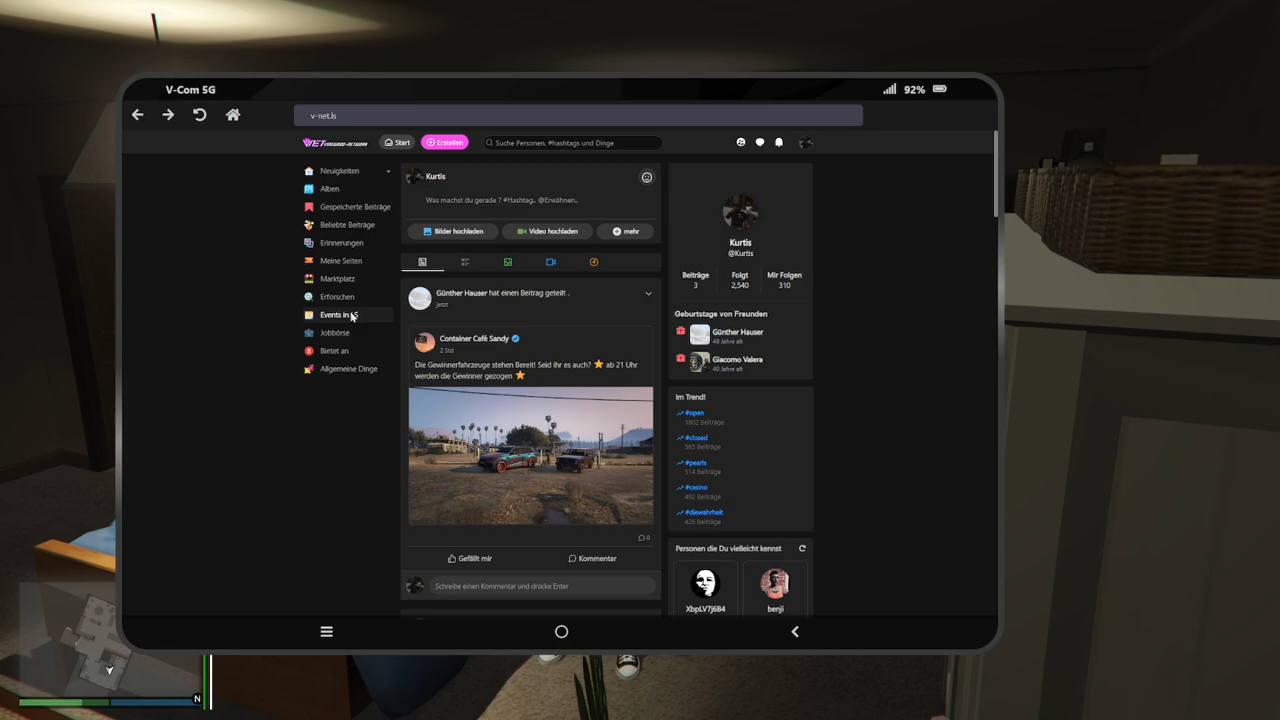 V-Com 5G
92%
v-net.ls
VNET
Start
Erstellen
Suche Personen, #hashtags und Dinge
Neuigkeiten
Alben
Gespeicherte Beiträge
Beliebte Beiträge
Erinnerungen
Meine Seiten
Marktplatz
Erforschen
Events in LS
Jobbörse
Bietet an
Allgemeine Dinge
Kurtis
Was machst du gerade ? #Hashtag.. @Erwähnen..
Bilder hochladen
Video hochladen
mehr
Günther Hauser hat einen Beitrag geteilt .
jetzt
Container Café Sandy
2 Std
Die Gewinnerfahrzeuge stehen Bereit! Seid ihr es auch? ⭐ ab 21 Uhr
werden die Gewinner gezogen ⭐
0
Gefällt mir
Kommentar
Schreibe einen Kommentar und drücke Enter
Kurtis
@Kurtis
Beiträge
3
Folgt
2,540
Mir Folgen
310
Geburtstage von Freunden
Günther Hauser
49 Jahre alt
Giacomo Valera
40 Jahre alt
Im Trend!
#open
1802 Beiträge
#closed
565 Beiträge
#pearls
514 Beiträge
#casino
492 Beiträge
#diewahrheit
426 Beiträge
Personen die Du vielleicht kennst
XbpLV7j6B4
benji
N